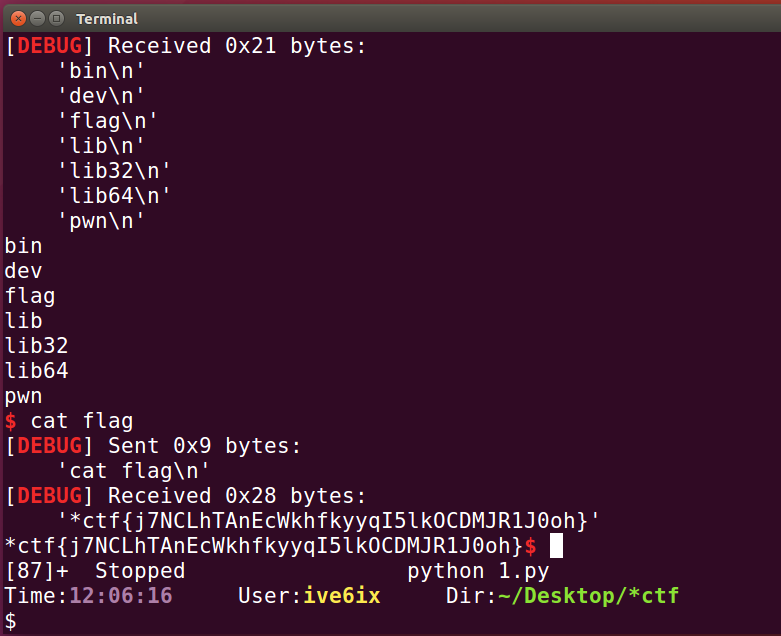 Terminal
[DEBUG] Received 0x21 bytes:
'bin\n'
'dev\n'
'flag\n'
'lib\n'
'lib32\n'
'lib64\n'
'pwn\n'
bin
dev
flag
lib
lib32
lib64
pwn
$ cat flag
[DEBUG] Sent 0x9 bytes:
'cat flag\n'
[DEBUG] Received 0x28 bytes:
'*ctf{j7NCLhTAnEcWkhfkyyqI5lkOCDMJR1J0oh}'
*ctf{j7NCLhTAnEcWkhfkyyqI5lkOCDMJR1J0oh}$
[87]+ Stopped python 1.py
Time:12:06:16 User:ive6ix Dir:~/Desktop/*ctf
$